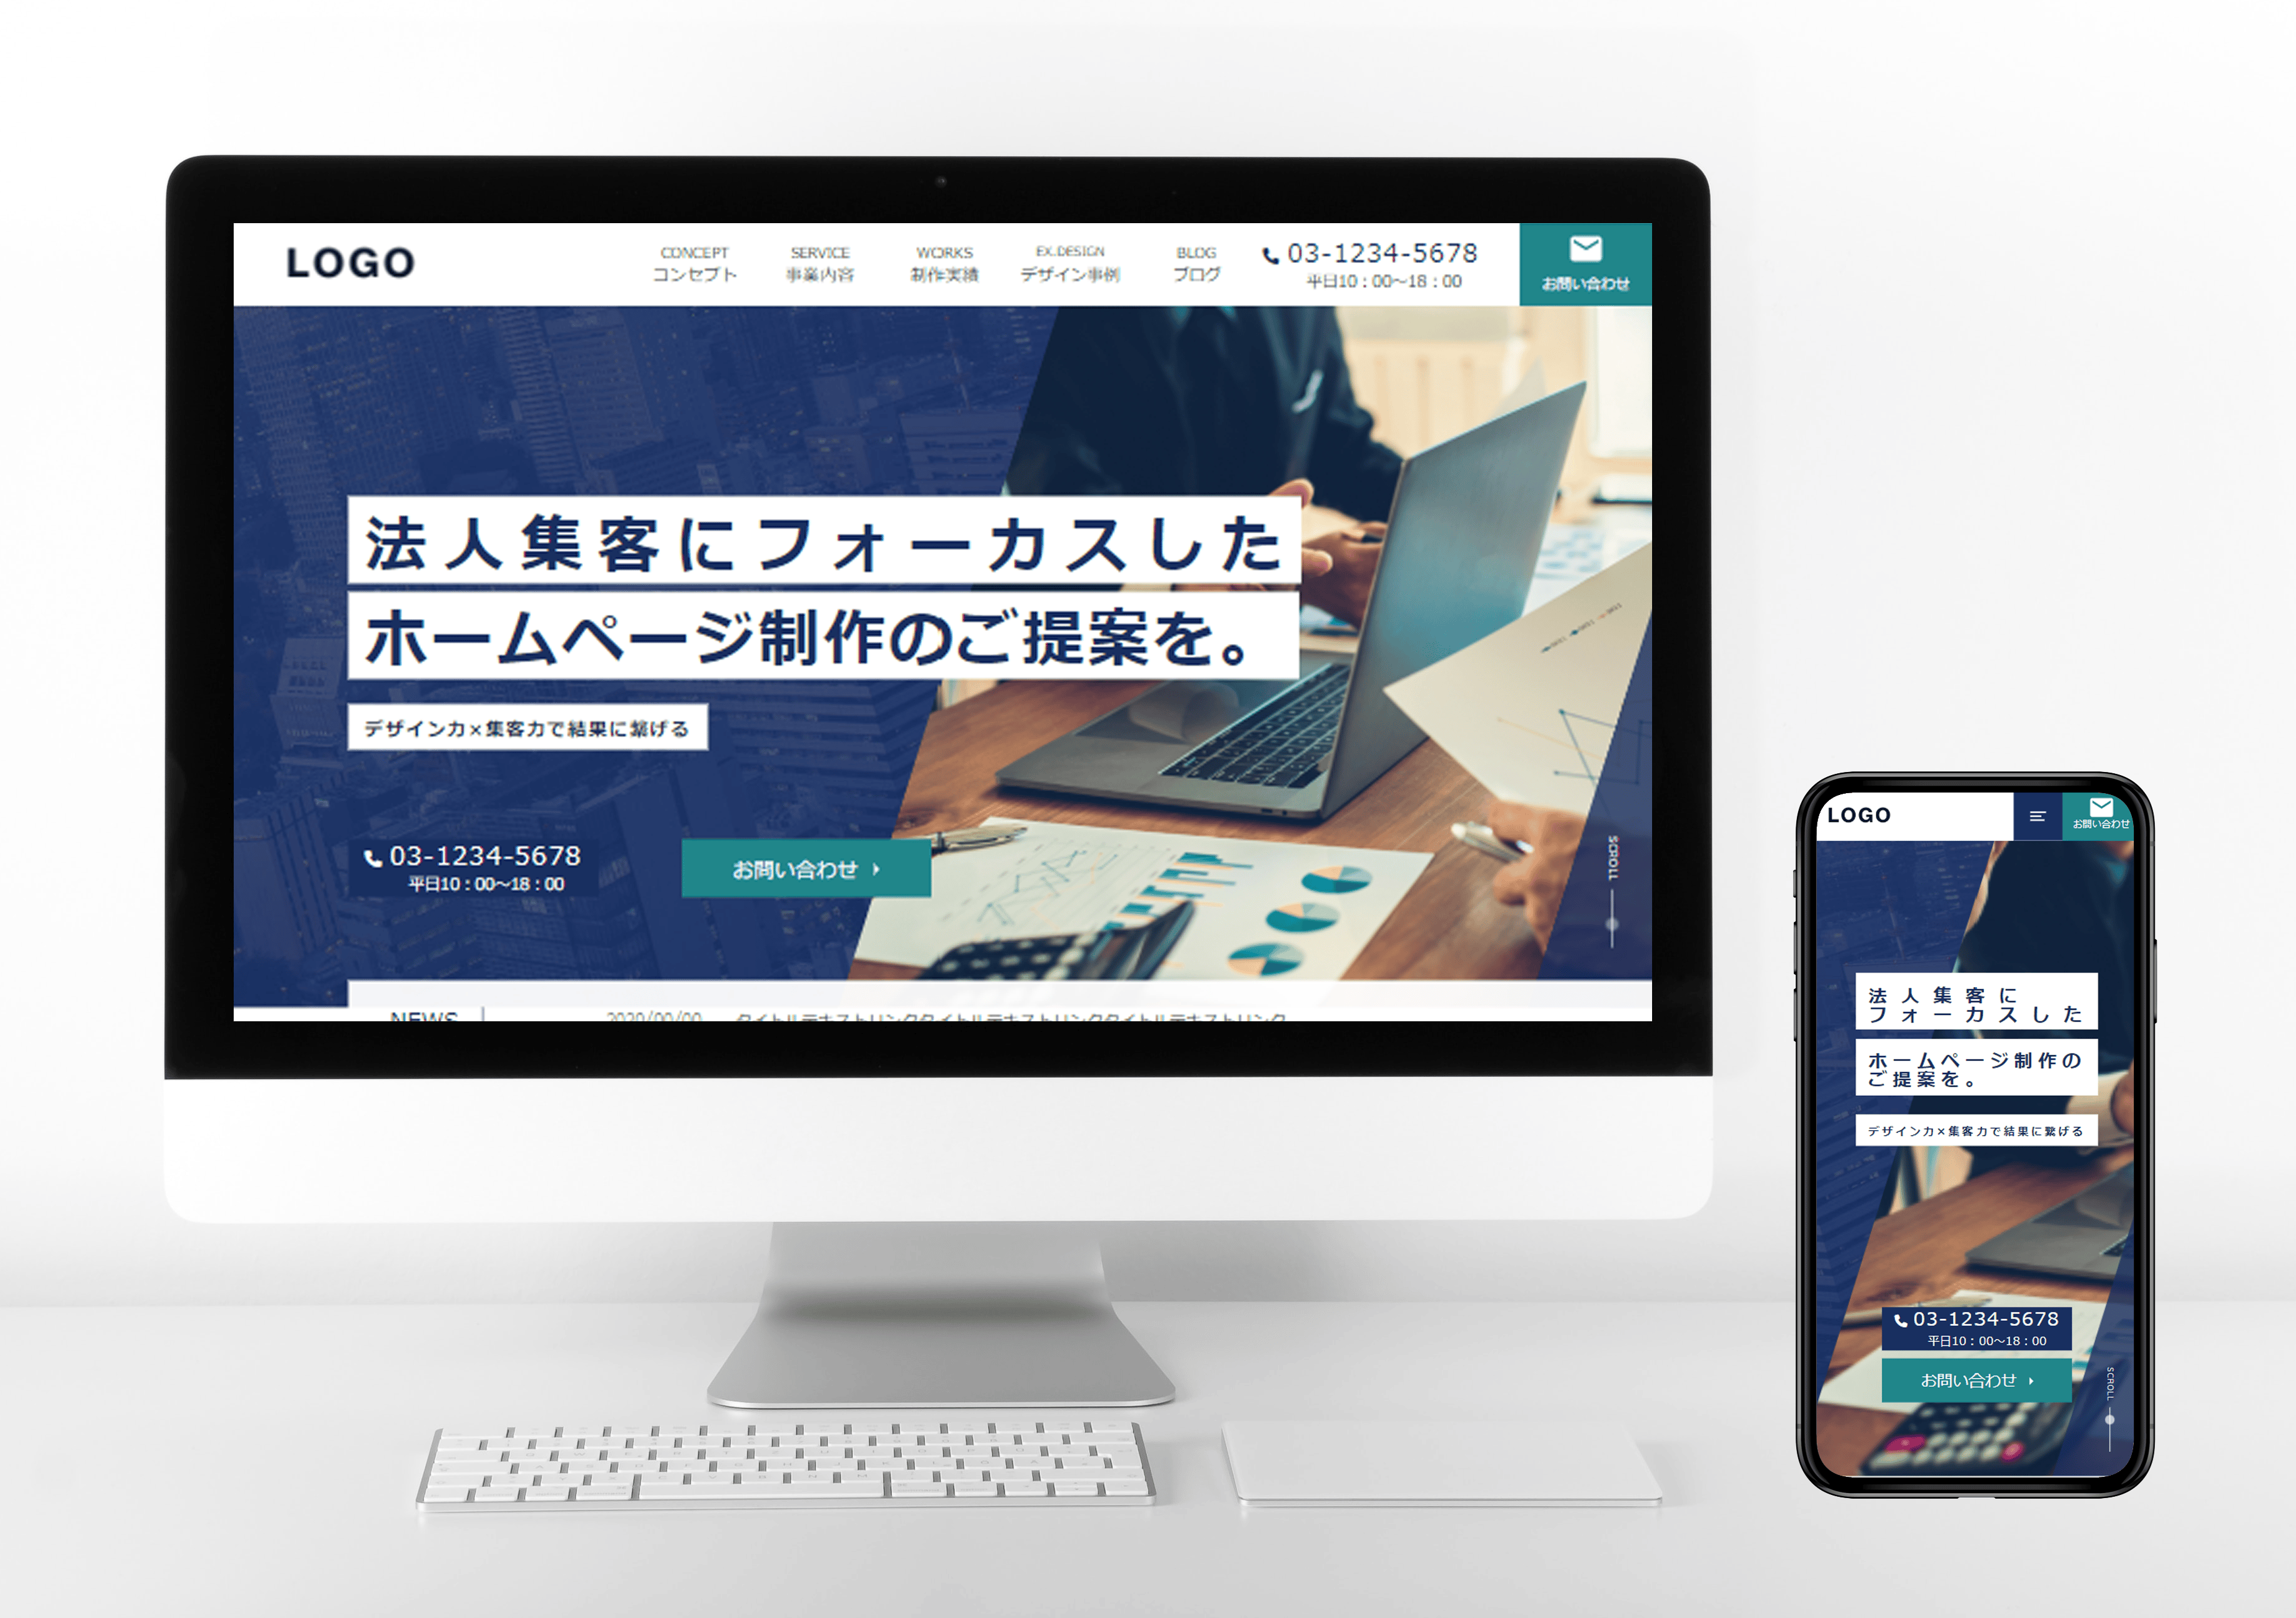 LOGO
CONCEPT
コンセプト
SERVICE
事業内容
WORKS
制作実績
EX.DESIGN
デザイン事例
BLOG
ブログ
03-1234-5678
平日10：00～18：00
お問い合わせ
法人集客にフォーカスした
ホームページ制作のご提案を。
デザイン力×集客力で結果に繋げる
03-1234-5678
平日10：00～18：00
お問い合わせ
SCROLL
NEWS
タイトルテキストリンクタイトルテキストリンクタイトルテキストリンク
LOGO
お問い合わせ
法人集客に
フォーカスした
ホームページ制作の
ご提案を。
デザイン力×集客力で結果に繋げる
03-1234-5678
平日10：00～18：00
お問い合わせ
SCROLL